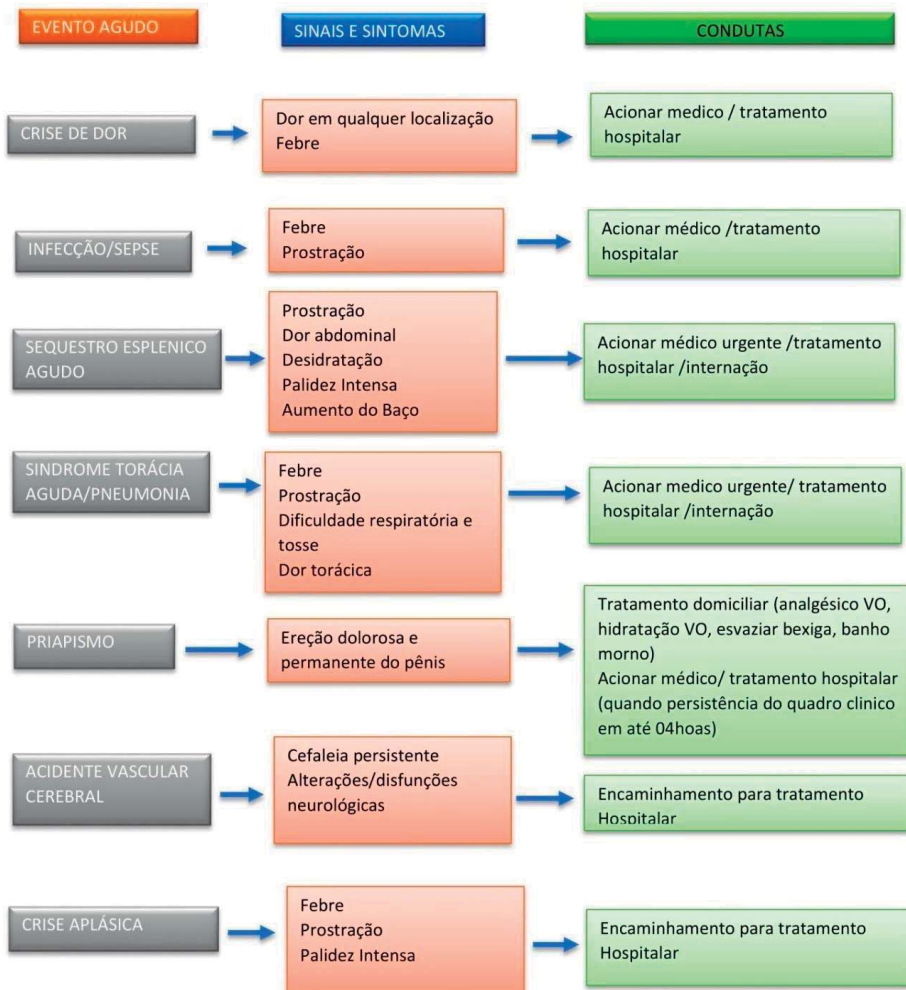 EVENTO AGUDO
SINAIS E SINTOMAS
CONDUTAS
CRISE DE DOR
Dor em qualquer localização
Febre
Acionar medico / tratamento
hospitalar
INFECÇÃO/SEPSE
Febre
Prostração
Acionar médico /tratamento
hospitalar
SEQUESTRO ESPLENICO
AGUDO
Prostração
Dor abdominal
Desidratação
Palidez Intensa
Aumento do Baço
Acionar médico urgente /tratamento
hospitalar /internação
SINDROME TORÁCIA
AGUDA/PNEUMONIA
Febre
Prostração
Dificuldade respiratória e
tosse
Dor torácica
Acionar medico urgente/ tratamento
hospitalar /internação
PRIAPISMO
Ereção dolorosa e
permanente do pênis
Tratamento domiciliar (analgésico VO,
hidratação VO, esvaziar bexiga, banho
morno)
Acionar médico/ tratamento hospitalar
(quando persistência do quadro clinico
em até 04hoas)
ACIDENTE VASCULAR
CEREBRAL
Cefaleia persistente
Alterações/disfunções
neurológicas
Encaminhamento para tratamento
Hospitalar
CRISE APLÁSICA
Febre
Prostração
Palidez Intensa
Encaminhamento para tratamento
Hospitalar